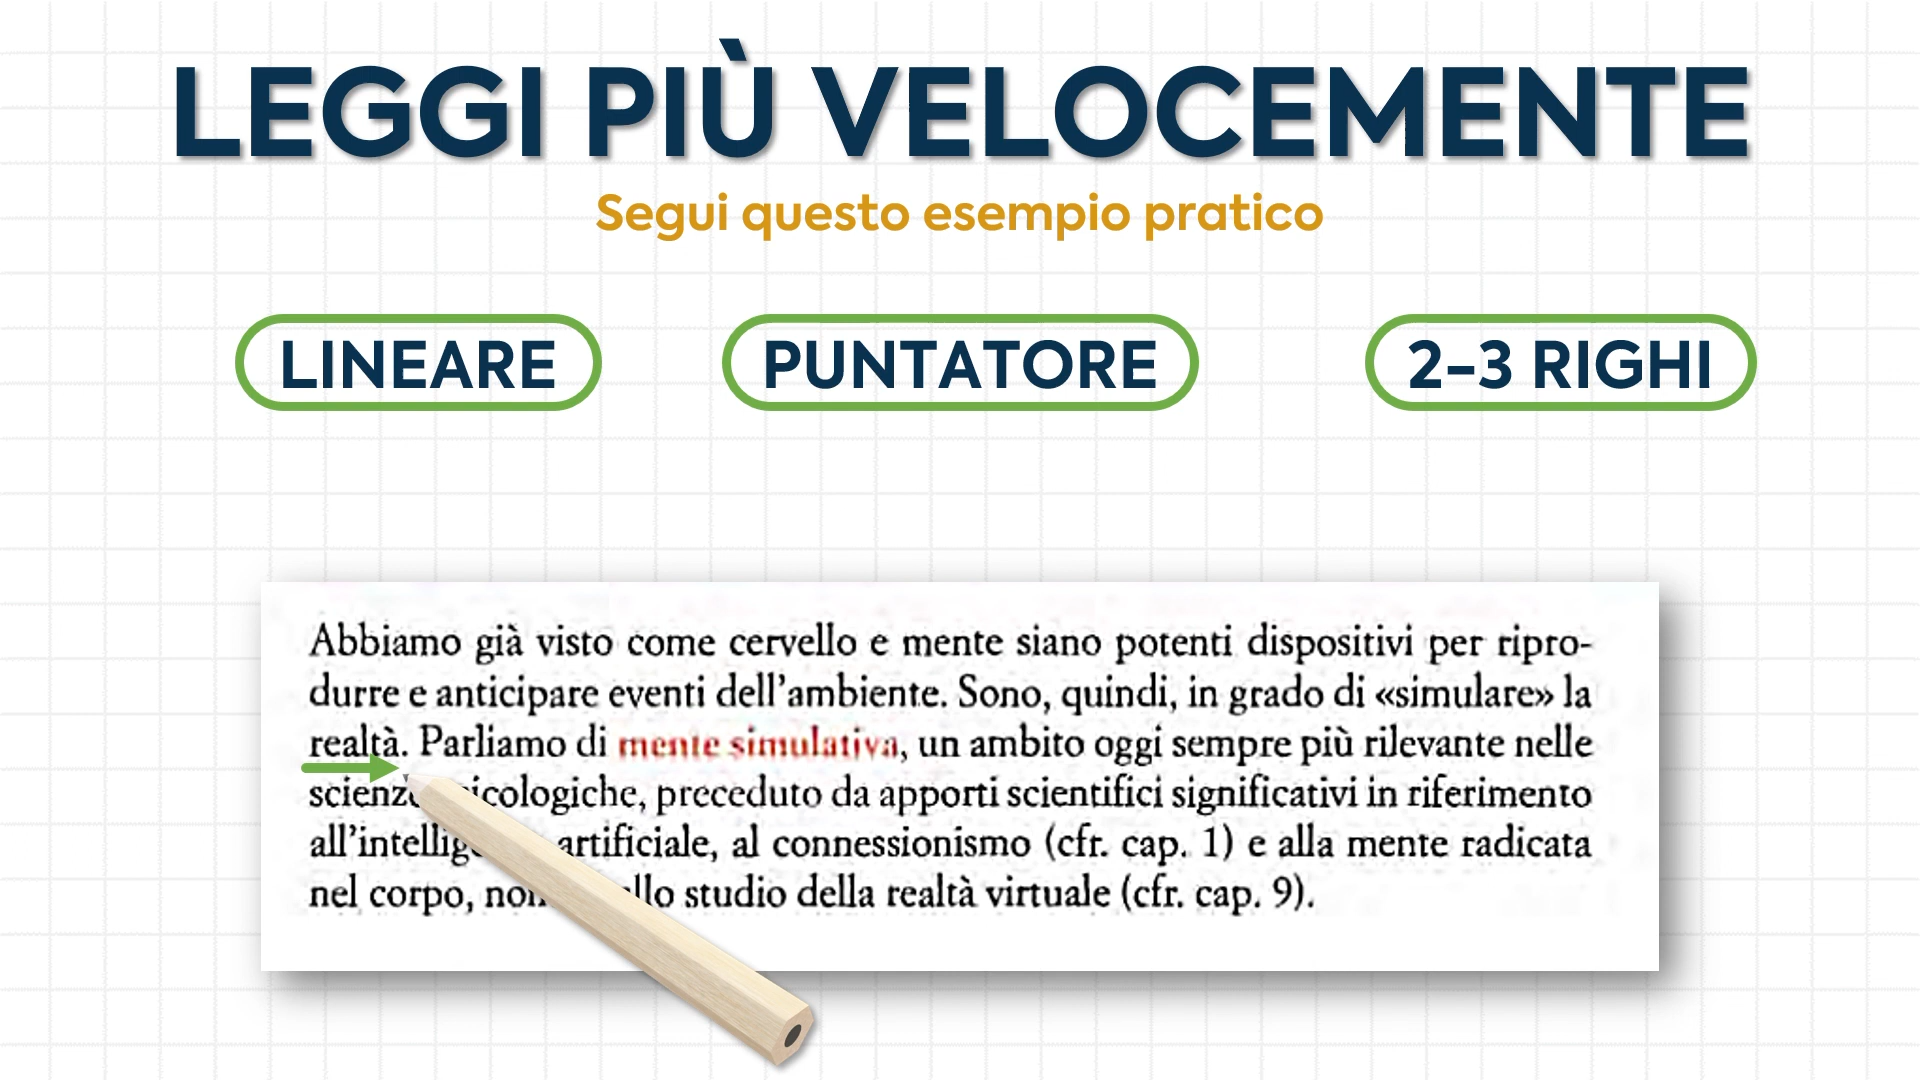 LEGGI PIÙ VELOCEMENTE
Segui questo esempio pratico
LINEARE
PUNTATORE
2-3 RIGHI
Abbiamo già visto come cervello e mente siano potenti dispositivi per ripro-
durre e anticipare eventi dell'ambiente. Sono, quindi, in grado di «simulare» la
realtà. Parliamo di mente simulativa, un ambito oggi sempre più rilevante nelle
icologiche, preceduto da apporti scientifici significativi in riferimento
artificiale, al connessionismo (cfr. cap. 1) e alla mente radicata
nel corpo, studio della realtà virtuale (cfr. cap. 9).